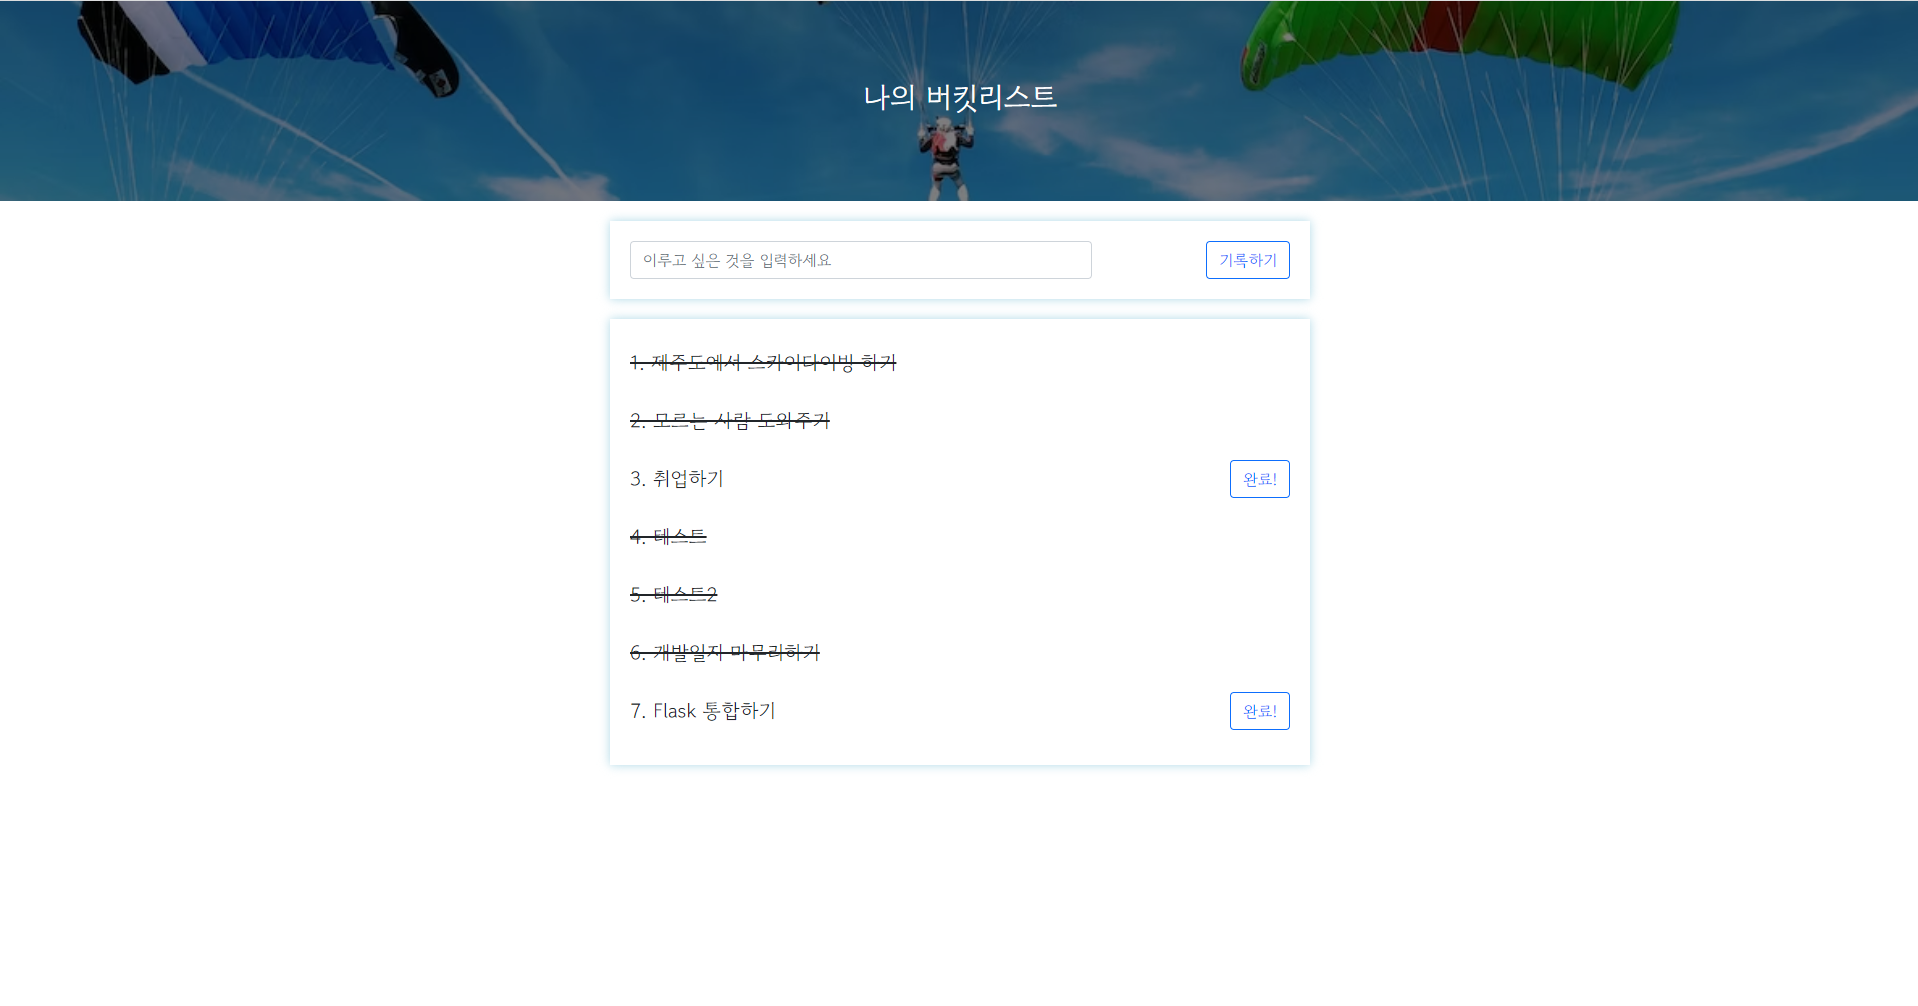 나의 버킷리스트
이루고 싶은 것을 입력하세요 기록하기
1. 제주도에서 스카이다이빙 하기
2. 모르는 사람 도와주기
3. 취업하기 완료!
4. 테스트
5. 테스트2
6. 개발일지 마무리하기
7. Flask 통합하기 완료!